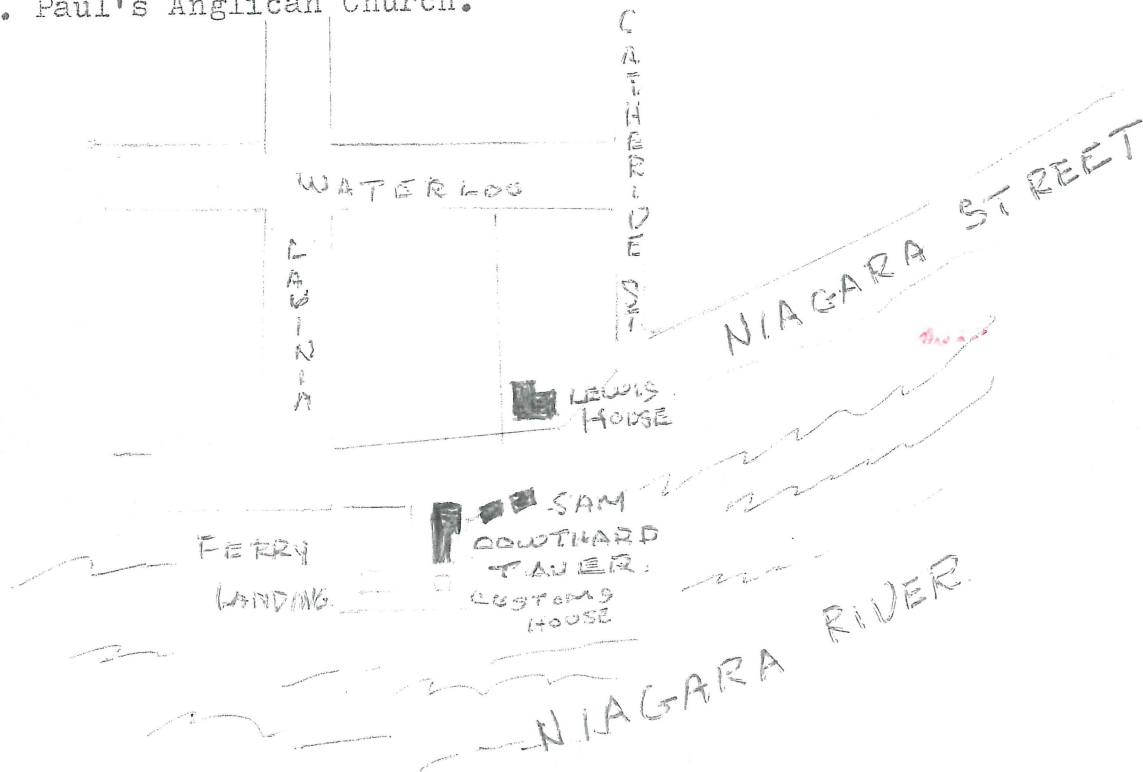 . Paul's Anglican Church.
CATHERINE ST.
WATERLOO
LAVINIA
NIAGARA STREET
LEWIS
HOUSE
SAM
COWTHARD
TAVER.
CUSTOMS
HOUSE
FERRY
LANDING
NIAGARA RIVER